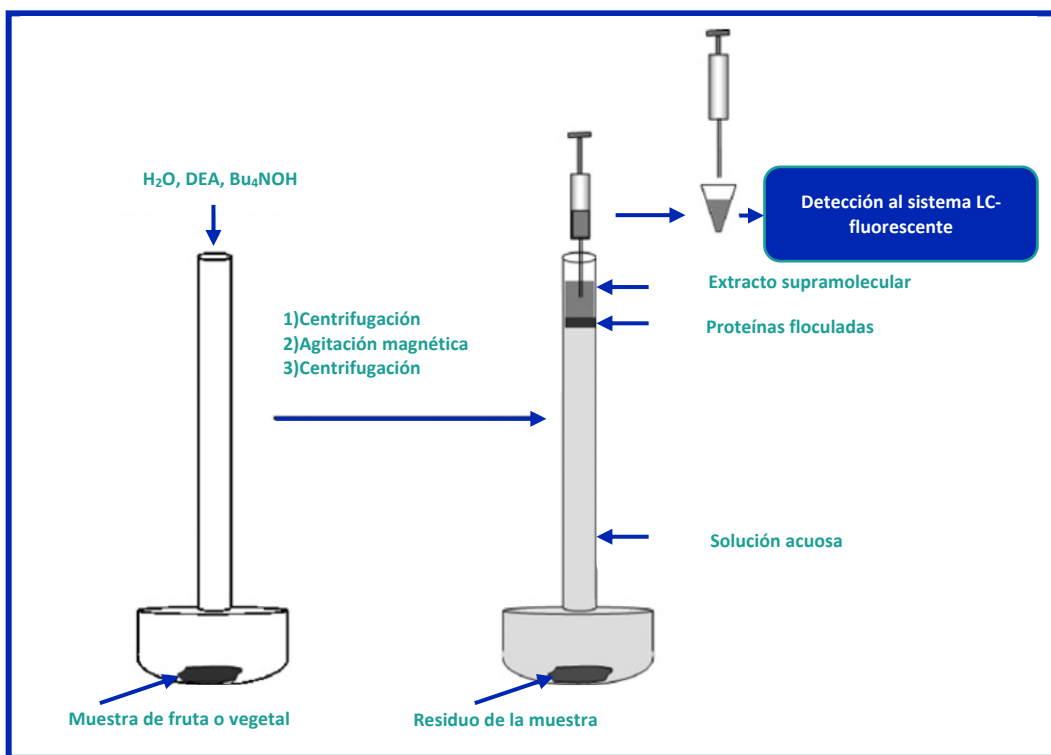 H₂O, DEA, Bu₄NOH
Detección al sistema LC-
fluorescente
Extracto supramolecular
1)Centrifugación
2)Agitación magnética
3)Centrifugación
Proteínas floculadas
Solución acuosa
Muestra de fruta o vegetal
Residuo de la muestra